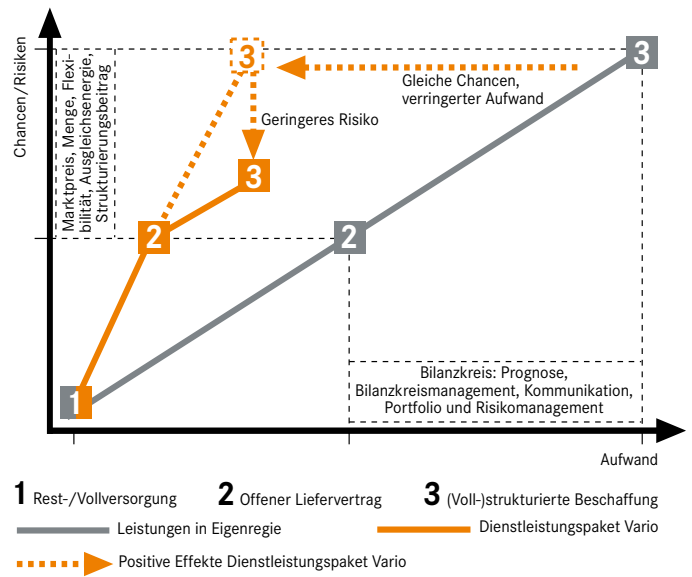 Chancen/Risiken
Marktpreis, Menge, Flexi-
bilität, Ausgleichsenergie,
Strukturierungsbeitrag
3
3
Gleiche Chancen,
verringerter Aufwand
Geringeres Risiko
3
2
2
1
Bilanzkreis: Prognose,
Bilanzkreismanagement, Kommunikation,
Portfolio und Risikomanagement
Aufwand
1 Rest-/Vollversorgung 2 Offener Liefervertrag 3 (Voll-)strukturierte Beschaffung
Leistungen in Eigenregie Dienstleistungspaket Vario
Positive Effekte Dienstleistungspaket Vario